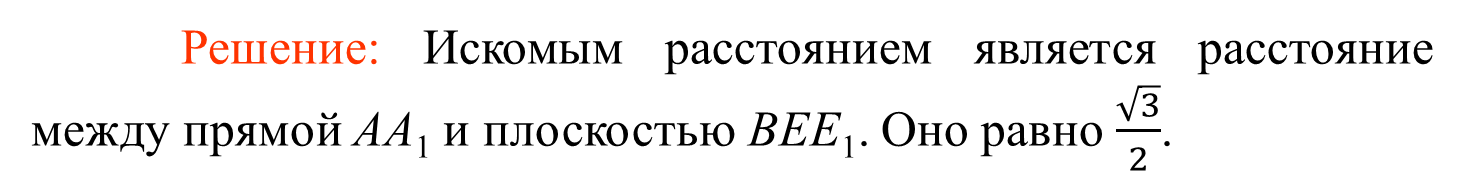 Решение: Искомым расстоянием является расстояние
между прямой AA₁ и плоскостью BEE₁. Оно равно √3/2.